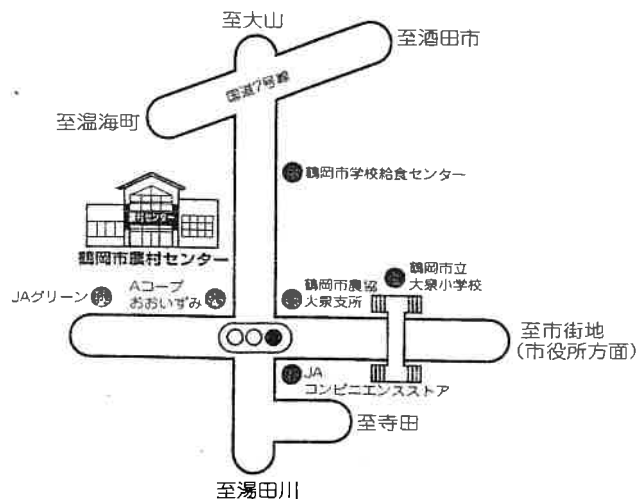 至大山
至酒田市
国道7号線
至温海町
鶴岡市学校給食センター
鶴岡市農村センター
鶴岡市立
大泉小学校
JAグリーン
Aコープ
おおいずみ
鶴岡市農協
大泉支所
至市街地
(市役所方面)
JA
コンビニエンスストア
至寺田
至湯田川